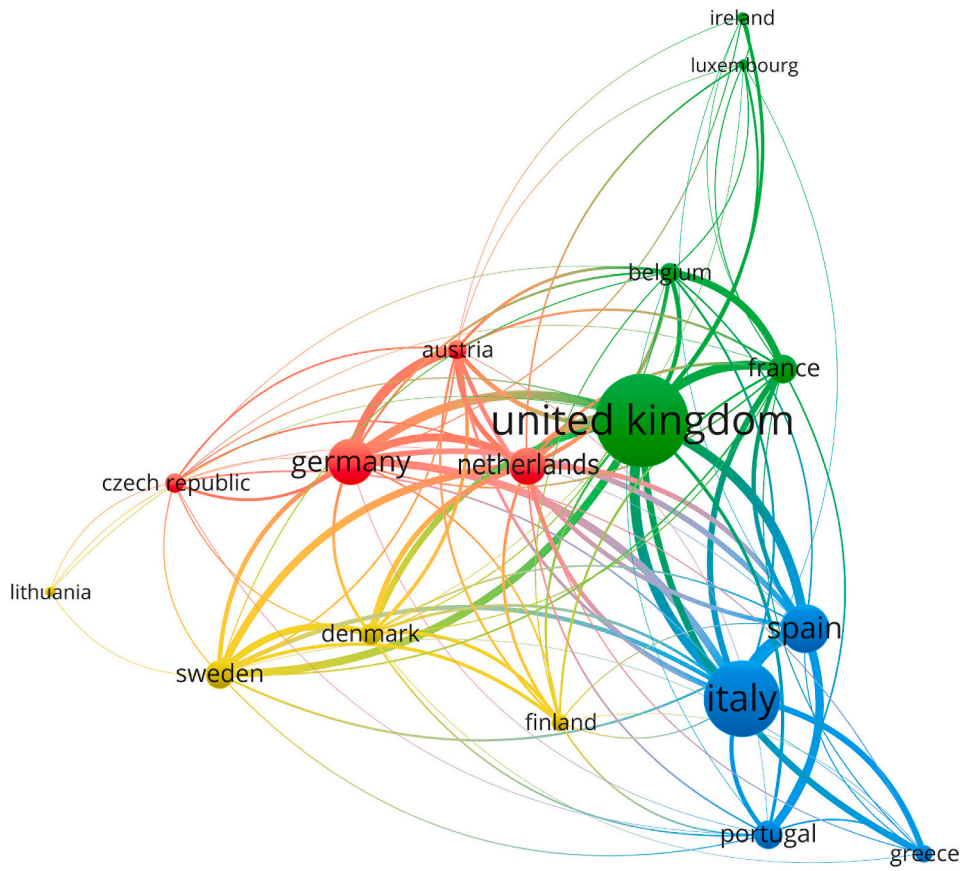 ireland
luxembourg
belgium
austria
france
united kingdom
germany
netherlands
czech republic
lithuania
denmark
spain
sweden
italy
finland
portugal
greece